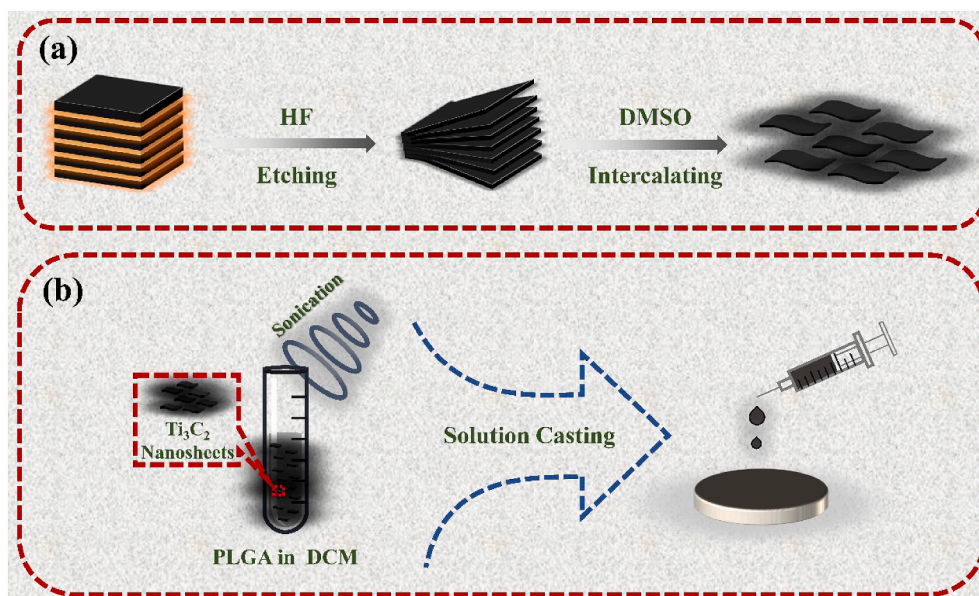 (a)
HF
Etching
DMSO
Intercalating
(b)
Sonication
Ti₃C₂
Nanosheets
PLGA in DCM
Solution Casting